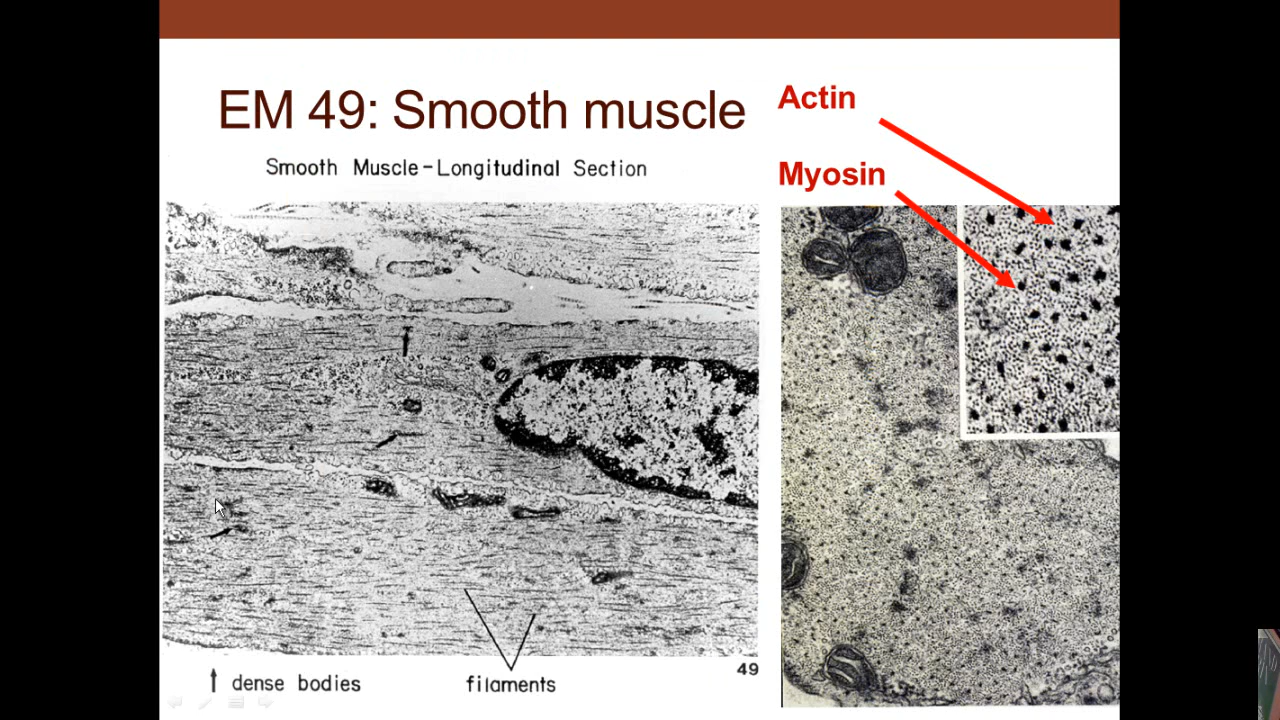 EM 49: Smooth muscle
Actin
Myosin
Smooth Muscle-Longitudinal Section
49
dense bodies
filaments